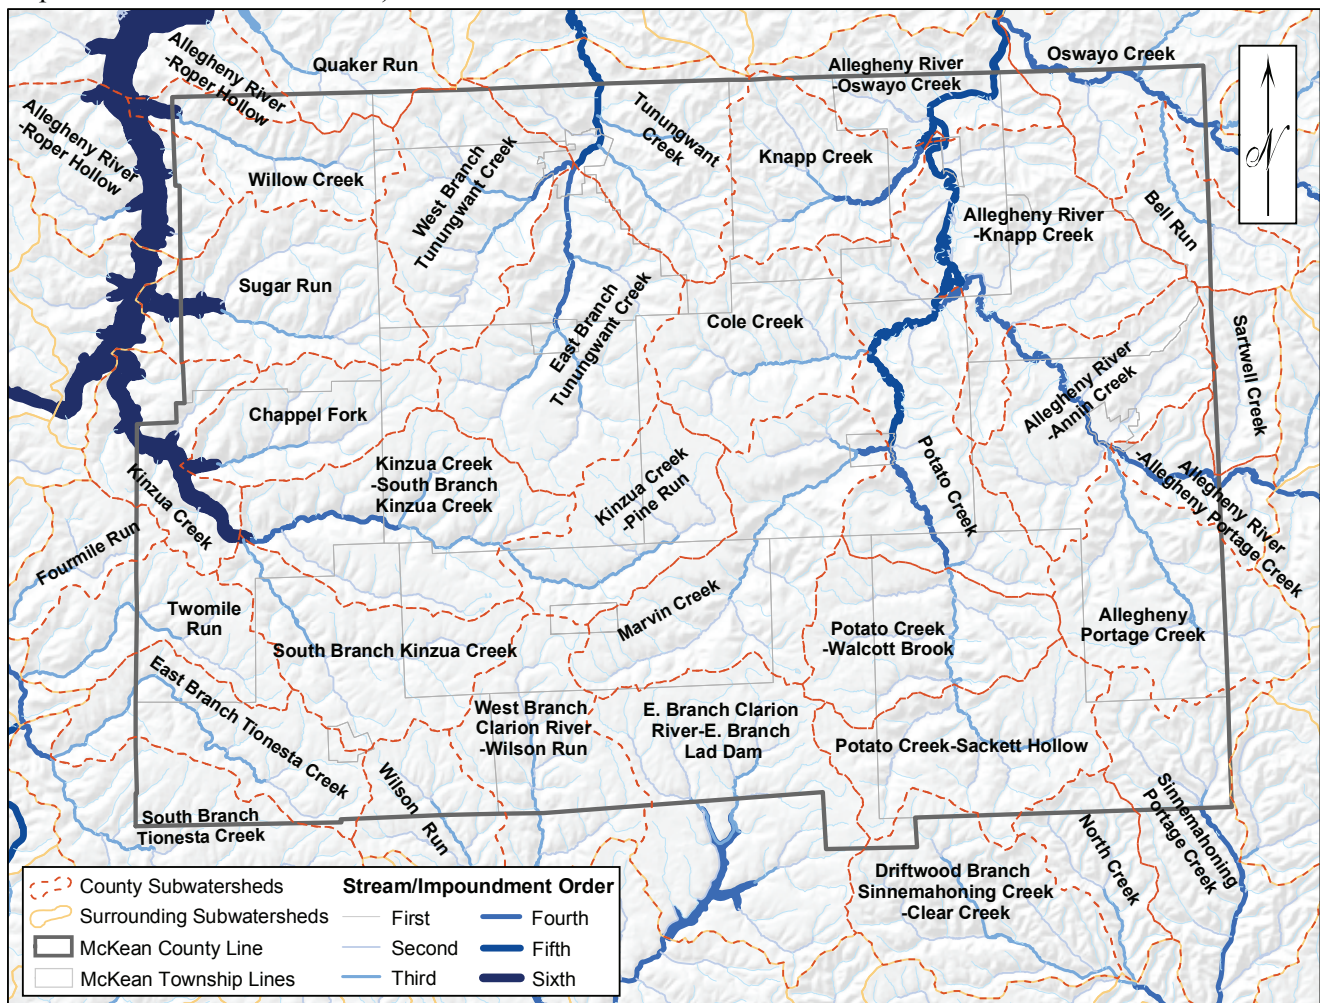 Allegheny River
-Roper Hollow
Quaker Run
Allegheny River
-Oswayo Creek
Oswayo Creek
Allegheny River
-Roper Hollow
Tunungwant
Creek
N
Willow Creek
West Branch
Tunungwant Creek
Knapp Creek
Allegheny River
-Knapp Creek
Bell Run
Sugar Run
East Branch
Tunungwant Creek
Cole Creek
Sartwell Creek
Allegheny River
-Annin Creek
Chappel Fork
Kinzua Creek
-South Branch
Kinzua Creek
Kinzua Creek
-Pine Run
Potato Creek
Allegheny River
-Allegheny Portage Creek
Kinzua Creek
Fourmile Run
Twomile
Run
South Branch Kinzua Creek
Marvin Creek
Potato Creek
-Walcott Brook
Allegheny
Portage Creek
East Branch Tionesta Creek
West Branch
Clarion River
-Wilson Run
E. Branch Clarion
River-E. Branch
Lad Dam
Potato Creek-Sackett Hollow
South Branch
Tionesta Creek
Wilson Run
Sinnemahoning
Portage Creek
North Creek
Driftwood Branch
Sinnemahoning Creek
-Clear Creek
County Subwatersheds
Surrounding Subwatersheds
McKean County Line
McKean Township Lines
Stream/Impoundment Order
First
Second
Third
Fourth
Fifth
Sixth